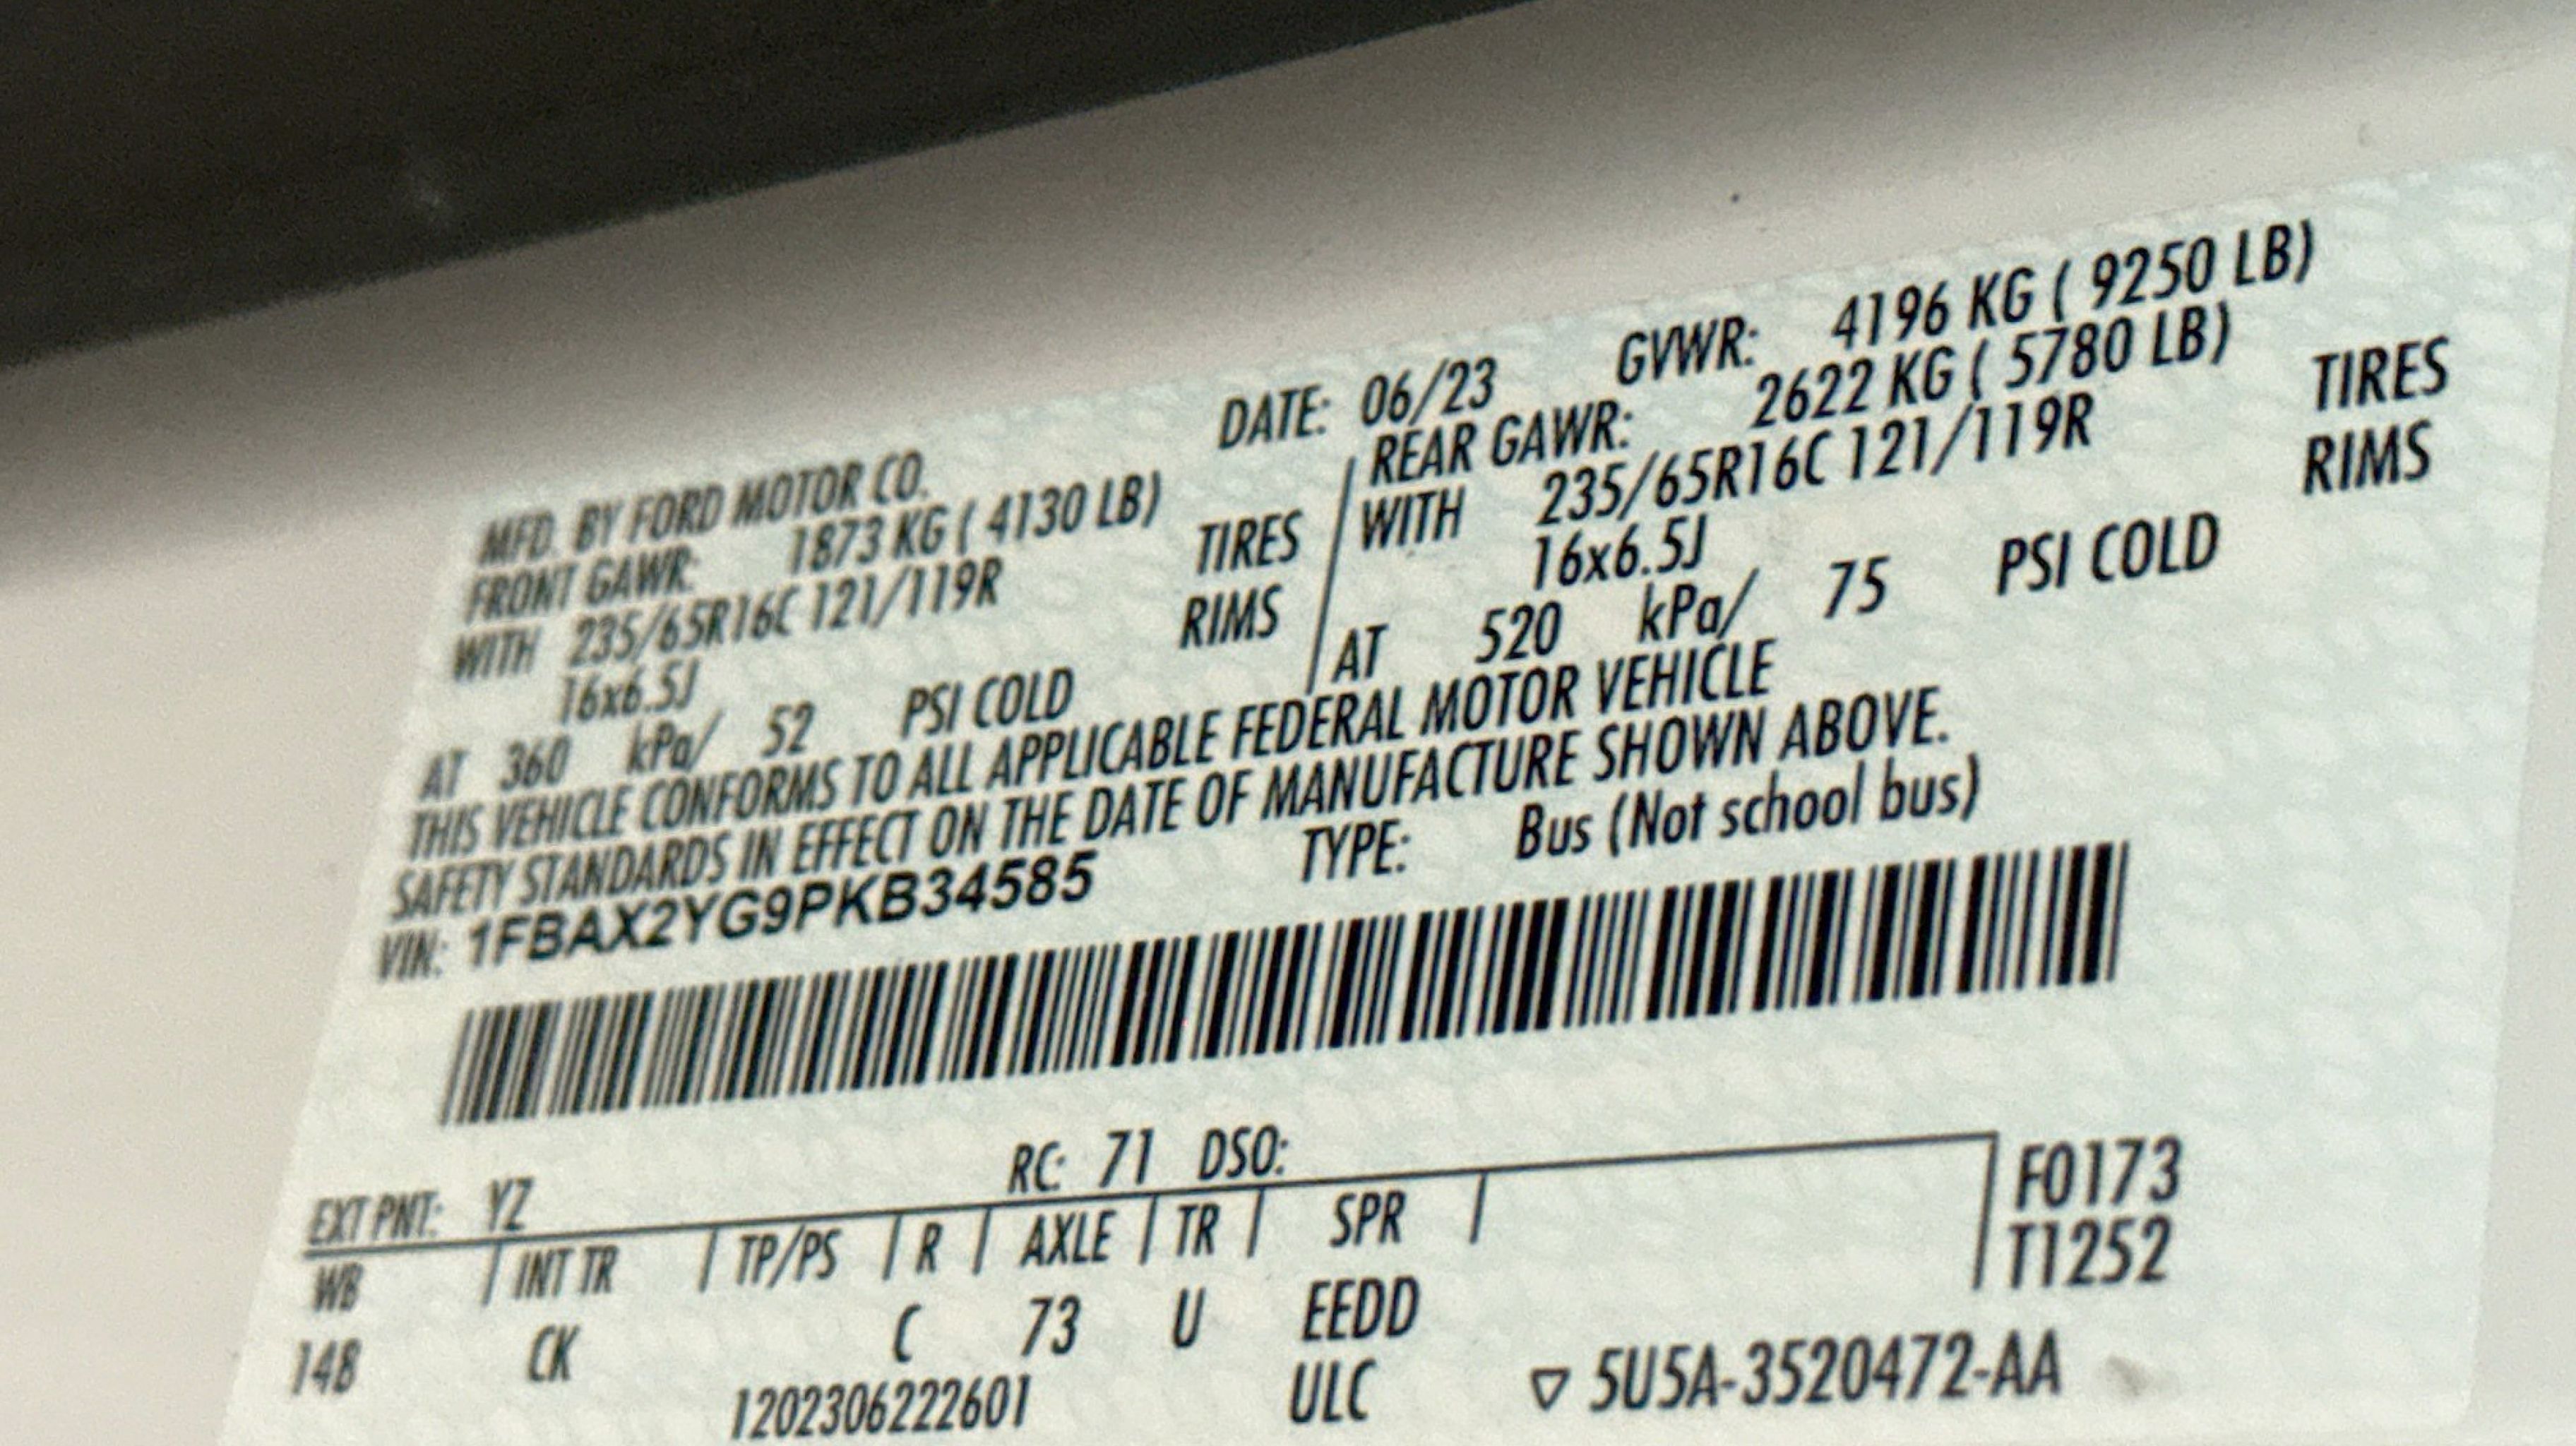 MFD. BY FORD MOTOR CO. DATE: 06/23 GVWR: 4196 KG ( 9250 LB)
FRONT GAWR: 1873 KG ( 4130 LB) REAR GAWR: 2622 KG ( 5780 LB)
WITH 235/65R16C 121/119R TIRES WITH 235/65R16C 121/119R TIRES
16x6.5J RIMS 16x6.5J RIMS
AT 360 kPa/ 52 PSI COLD AT 520 kPa/ 75 PSI COLD
THIS VEHICLE CONFORMS TO ALL APPLICABLE FEDERAL MOTOR VEHICLE
SAFETY STANDARDS IN EFFECT ON THE DATE OF MANUFACTURE SHOWN ABOVE.
VIN: 1FBAX2YG9PKB34585 TYPE: Bus (Not school bus)
EXT PNT: YZ RC: 71 DSO:
WB INT TR TP/PS R AXLE TR SPR F0173
T1252
148 CK C 73 U EEDD
1202306222601 ULC ▽ 5U5A-3520472-AA